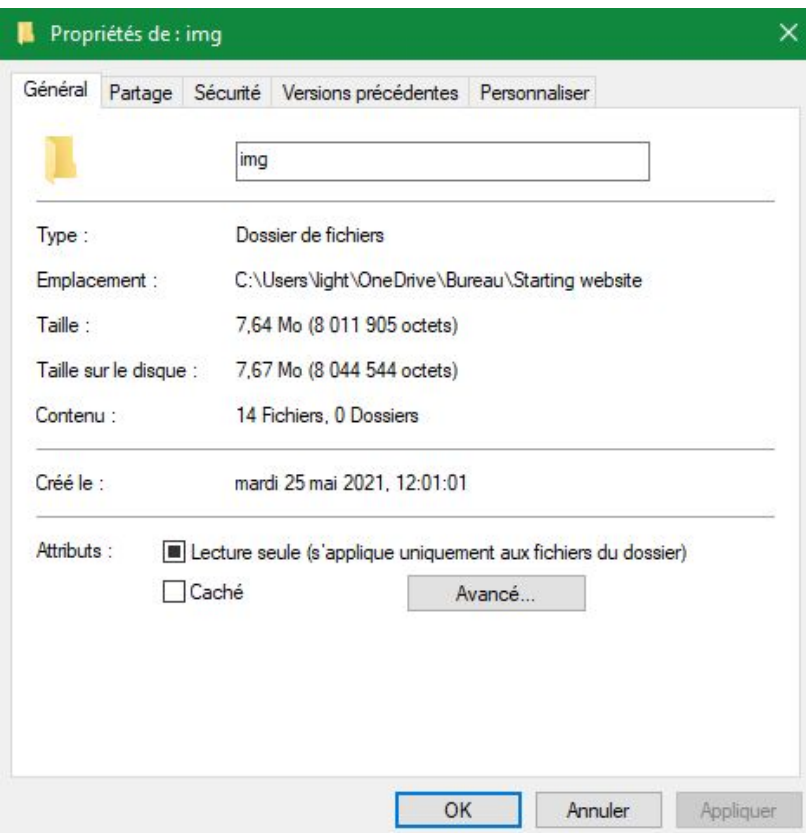 Propriétés de : img
Général Partage Sécurité Versions précédentes Personnaliser
img
Type : Dossier de fichiers
Emplacement : C:\Users\light\OneDrive\Bureau\Starting website
Taille : 7,64 Mo (8 011 905 octets)
Taille sur le disque : 7,67 Mo (8 044 544 octets)
Contenu : 14 Fichiers, 0 Dossiers
Créé le : mardi 25 mai 2021, 12:01:01
Attributs : Lecture seule (s'applique uniquement aux fichiers du dossier)
Caché Avancé...
OK Annuler Appliquer